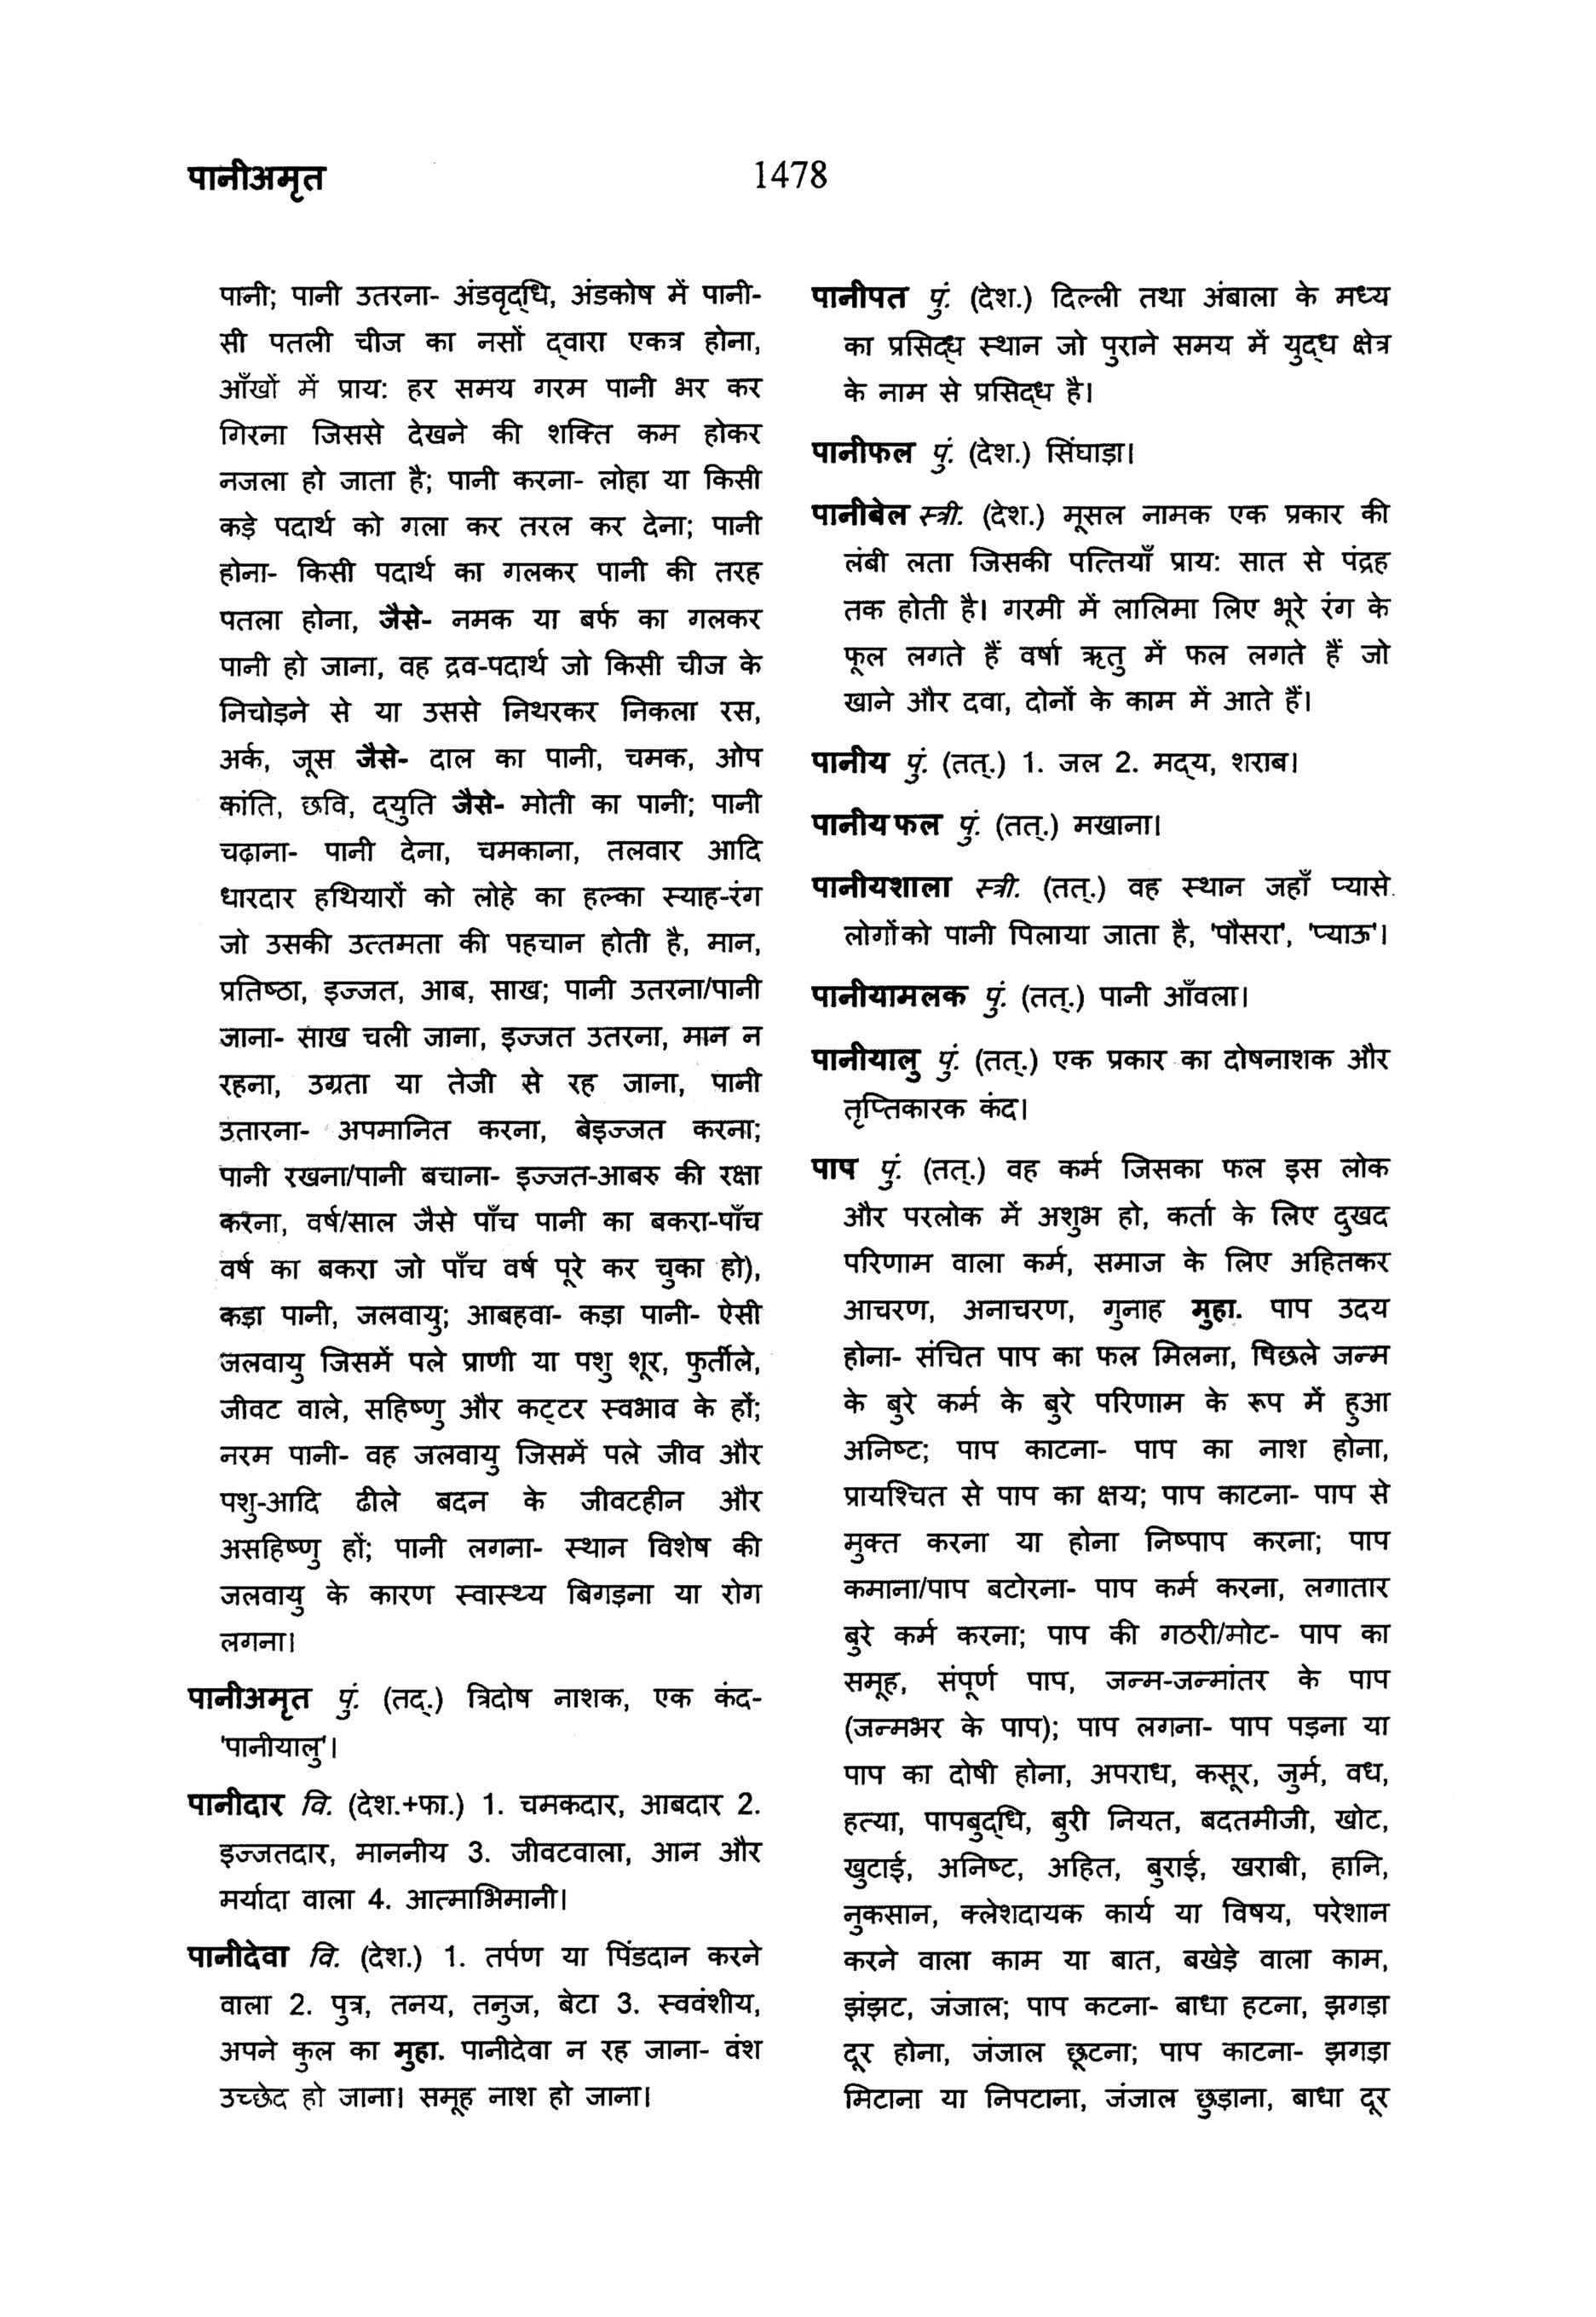 पानीअमृत
1478
पानी; पानी उतरना- अंडवृद्धि, अंडकोष में पानी-
सी पतली चीज का नसों द्वारा एकत्र होना,
आँखों में प्राय: हर समय गरम पानी भर कर
गिरना जिससे देखने की शक्ति कम होकर
नजला हो जाता है; पानी करना- लोहा या किसी
कड़े पदार्थ को गला कर तरल कर देना; पानी
होना- किसी पदार्थ का गलकर पानी की तरह
पतला होना, जैसे- नमक या बर्फ का गलकर
पानी हो जाना, वह द्रव-पदार्थ जो किसी चीज के
निचोड़ने से या उससे निथरकर निकला रस,
अर्क, जूस जैसे- दाल का पानी, चमक, ओप
कांति, छवि, द्युति जैसे- मोती का पानी; पानी
चढ़ाना- पानी देना, चमकाना, तलवार आदि
धारदार हथियारों को लोहे का हल्का स्याह-रंग
जो उसकी उत्तमता की पहचान होती है, मान,
प्रतिष्ठा, इज्जत, आब, साख; पानी उतरना/पानी
जाना- साख चली जाना, इज्जत उतरना, मान न
रहना, उग्रता या तेजी से रह जाना, पानी
उतारना- अपमानित करना, बेइज्जत करना;
पानी रखना/पानी बचाना- इज्जत-आबरु की रक्षा
करना, वर्ष/साल जैसे पाँच पानी का बकरा-पाँच
वर्ष का बकरा जो पाँच वर्ष पूरे कर चुका हो),
कड़ा पानी, जलवायु; आबहवा- कड़ा पानी- ऐसी
जलवायु जिसमें पले प्राणी या पशु शूर, फुर्तीले,
जीवट वाले, सहिष्णु और कट्टर स्वभाव के हों;
नरम पानी- वह जलवायु जिसमें पले जीव और
पशु-आदि ढीले बदन के जीवटहीन और
असहिष्णु हों; पानी लगना- स्थान विशेष की
जलवायु के कारण स्वास्थ्य बिगड़ना या रोग
लगना।
पानीअमृत पुं. (तद्.) त्रिदोष नाशक, एक कंद-
'पानीयालु'।
पानीदार वि. (देश.+फा.) 1. चमकदार, आबदार 2.
इज्जतदार, माननीय 3. जीवटवाला, आन और
मर्यादा वाला 4. आत्माभिमानी।
पानीदेवा वि. (देश.) 1. तर्पण या पिंडदान करने
वाला 2. पुत्र, तनय, तनुज, बेटा 3. स्ववंशीय,
अपने कुल का मुहा. पानीदेवा न रह जाना- वंश
उच्छेद हो जाना। समूह नाश हो जाना।
पानीपत पुं. (देश.) दिल्ली तथा अंबाला के मध्य
का प्रसिद्ध स्थान जो पुराने समय में युद्ध क्षेत्र
के नाम से प्रसिद्ध है।
पानीफल पुं. (देश.) सिंघाड़ा।
पानीबेल स्त्री. (देश.) मूसल नामक एक प्रकार की
लंबी लता जिसकी पत्तियाँ प्राय: सात से पंद्रह
तक होती है। गरमी में लालिमा लिए भूरे रंग के
फूल लगते हैं वर्षा ऋतु में फल लगते हैं जो
खाने और दवा, दोनों के काम में आते हैं।
पानीय पुं. (तत्.) 1. जल 2. मद्य, शराब।
पानीय फल पुं. (तत्.) मखाना।
पानीयशाला स्त्री. (तत्.) वह स्थान जहाँ प्यासे
लोगों को पानी पिलाया जाता है, 'पौसरा', 'प्याऊ'।
पानीयामलक पुं. (तत्.) पानी आँवला।
पानीयालु पुं. (तत्.) एक प्रकार का दोषनाशक और
तृप्तिकारक कंद।
पाप पुं. (तत्.) वह कर्म जिसका फल इस लोक
और परलोक में अशुभ हो, कर्ता के लिए दुखद
परिणाम वाला कर्म, समाज के लिए अहितकर
आचरण, अनाचरण, गुनाह मुहा. पाप उदय
होना- संचित पाप का फल मिलना, पिछले जन्म
के बुरे कर्म के बुरे परिणाम के रूप में हुआ
अनिष्ट; पाप काटना- पाप का नाश होना,
प्रायश्चित से पाप का क्षय; पाप काटना- पाप से
मुक्त करना या होना निष्पाप करना; पाप
कमाना/पाप बटोरना- पाप कर्म करना, लगातार
बुरे कर्म करना; पाप की गठरी/मोट- पाप का
समूह, संपूर्ण पाप, जन्म-जन्मांतर के पाप
(जन्मभर के पाप); पाप लगना- पाप पड़ना या
पाप का दोषी होना, अपराध, कसूर, जुर्म, वध,
हत्या, पापबुद्धि, बुरी नियत, बदतमीजी, खोट,
खुटाई, अनिष्ट, अहित, बुराई, खराबी, हानि,
नुकसान, क्लेशदायक कार्य या विषय, परेशान
करने वाला काम या बात, बखेड़े वाला काम,
झंझट, जंजाल; पाप कटना- बाधा हटना, झगड़ा
दूर होना, जंजाल छूटना; पाप काटना- झगड़ा
मिटाना या निपटाना, जंजाल छुड़ाना, बाधा दूर